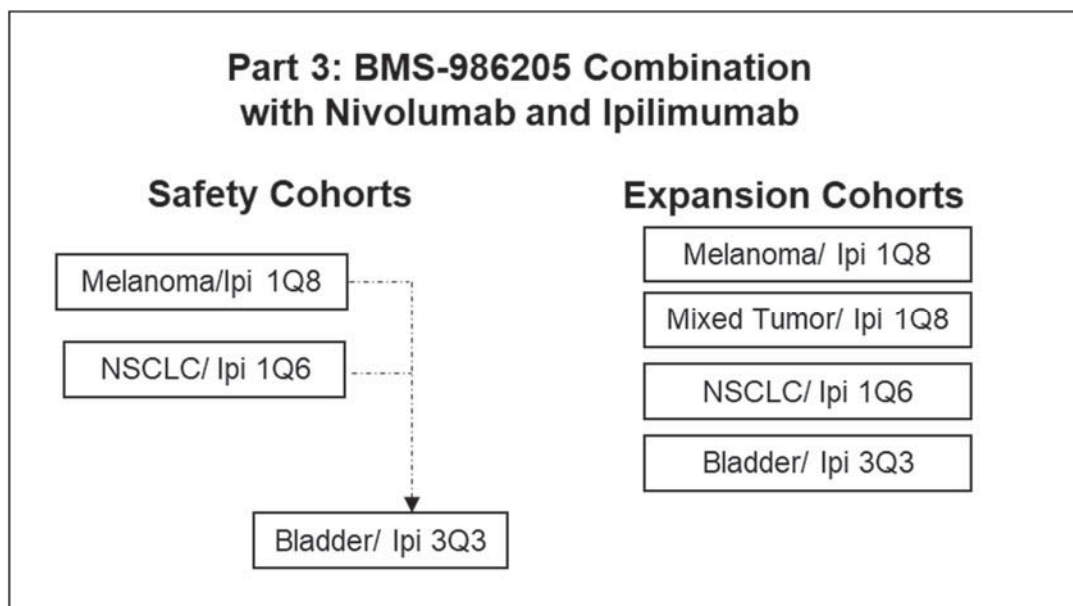 Part 3: BMS-986205 Combination
with Nivolumab and Ipilimumab
Safety Cohorts
Melanoma/Ipi 1Q8
NSCLC/ Ipi 1Q6
Bladder/ Ipi 3Q3
Expansion Cohorts
Melanoma/ Ipi 1Q8
Mixed Tumor/ Ipi 1Q8
NSCLC/ Ipi 1Q6
Bladder/ Ipi 3Q3